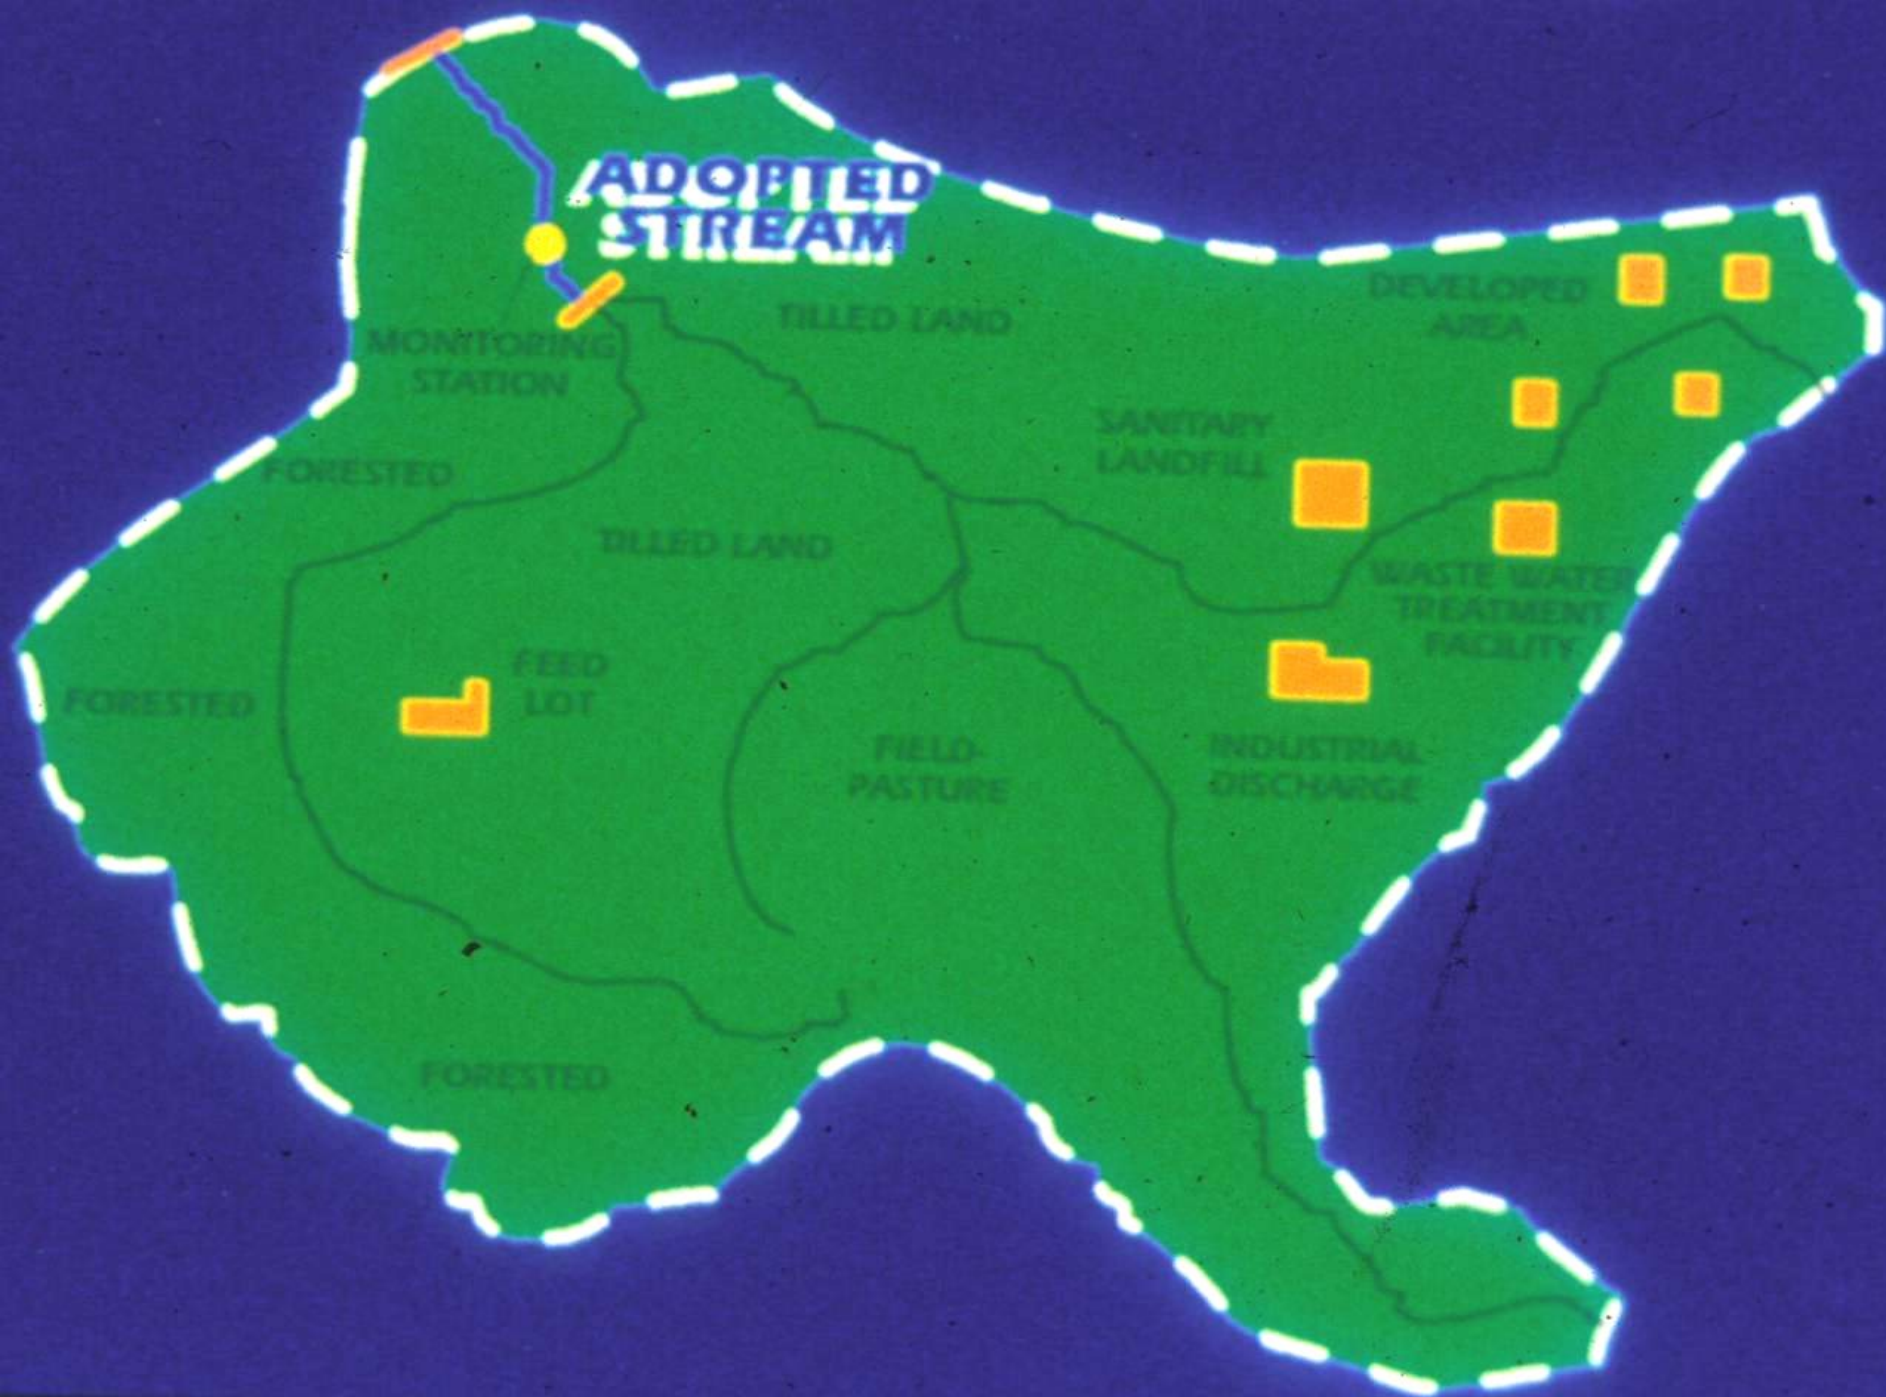 ADOPTED
STREAM
TILLED LAND
DEVELOPED
AREA
MONITORING
STATION
SANITARY
LANDFILL
FORESTED
TILLED LAND
WASTE WATER
TREATMENT
FACILITY
FEED
LOT
FORESTED
FIELD-
PASTURE
INDUSTRIAL
DISCHARGE
FORESTED